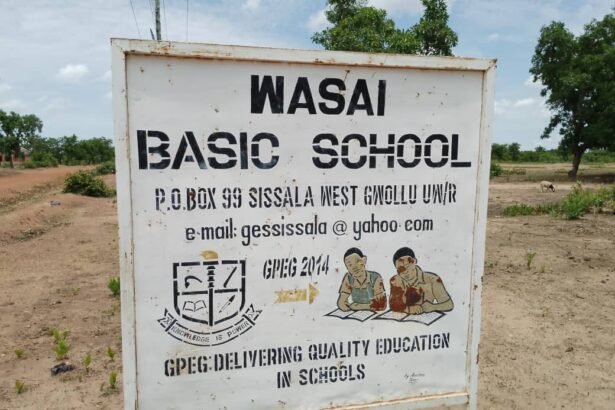 WASAI
BASIC SCHOOL
P.O.BOX 99 SISSALA WEST GWOLLU UW/R
e-mail: gessissala @ yahoo.com
GPEG 2014
KNOWLEDGE IS POWER
GPEG:DELIVERING QUALITY EDUCATION
IN SCHOOLS